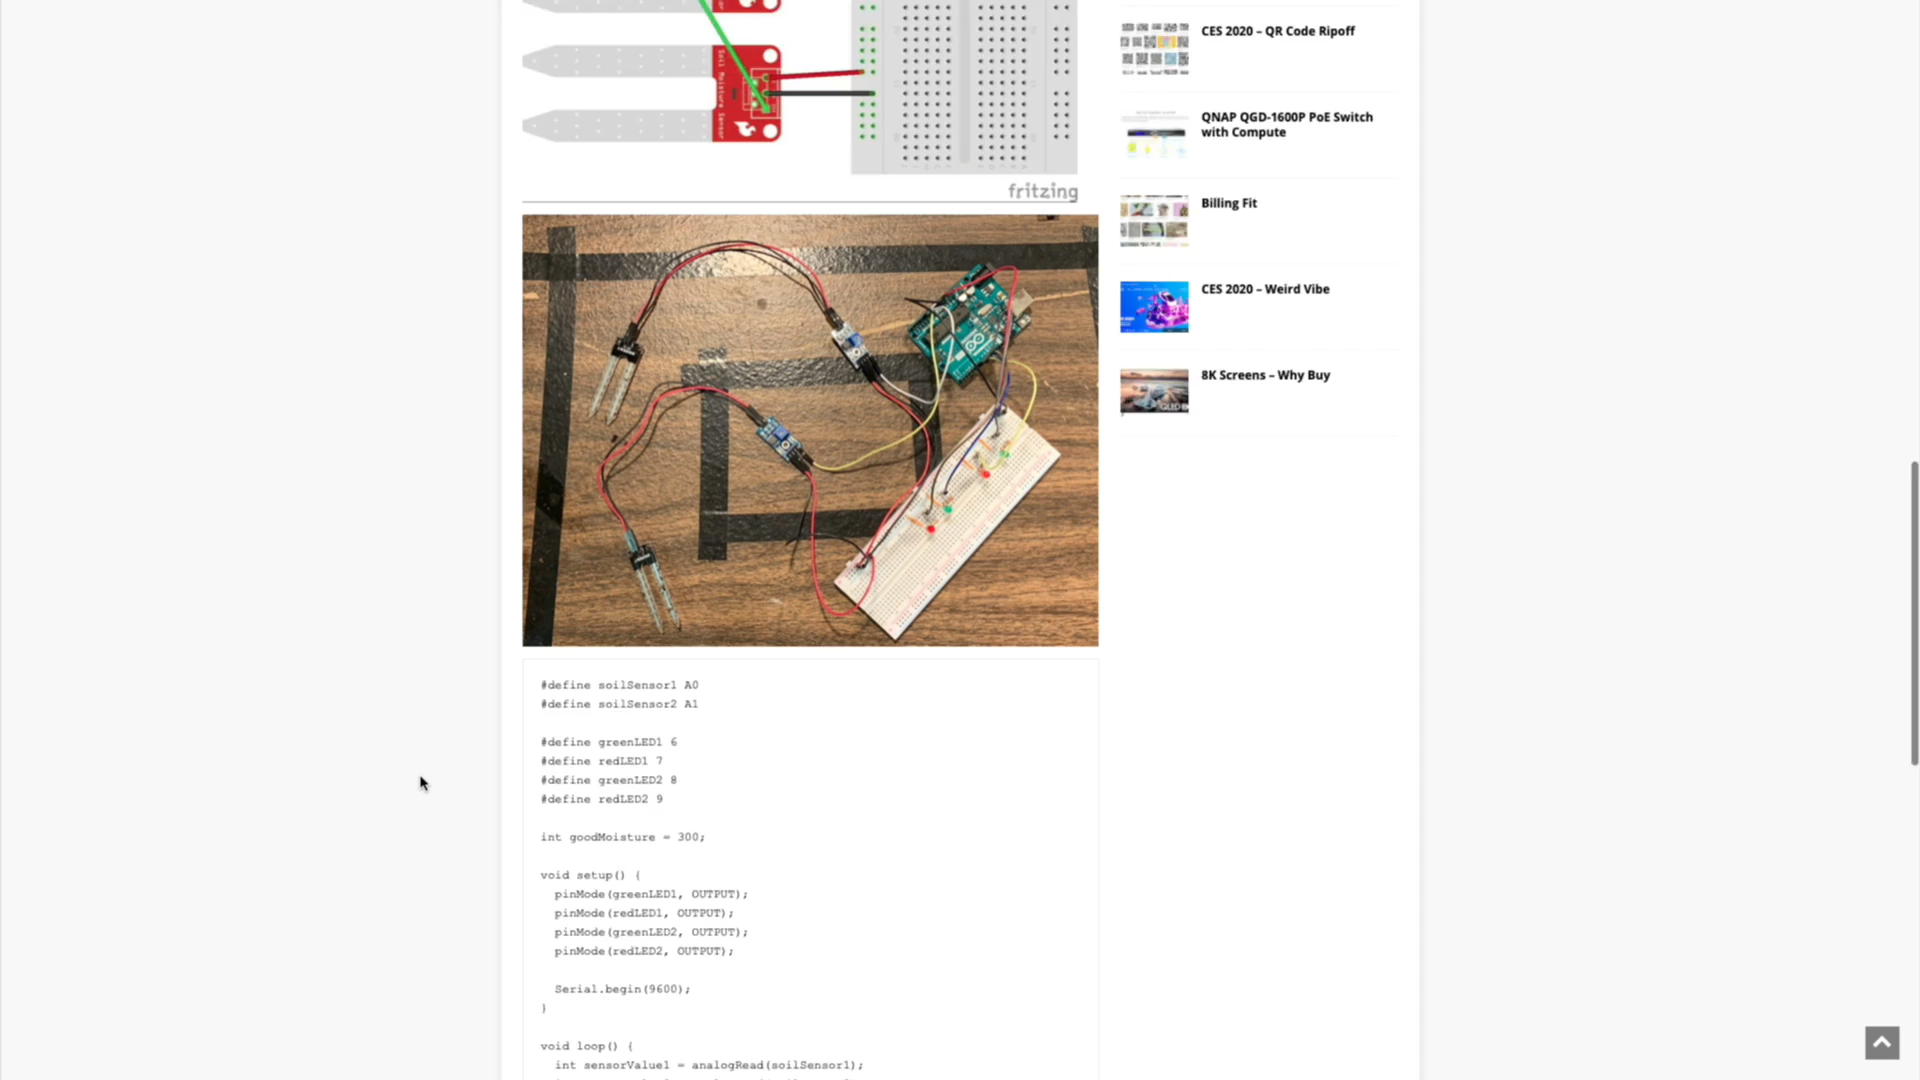 Soil Moisture Sensor
fritzing
#define soilSensor1 A0
#define soilSensor2 A1
#define greenLED1 6
#define redLED1 7
#define greenLED2 8
#define redLED2 9
int goodMoisture = 300;
void setup() {
pinMode(greenLED1, OUTPUT);
pinMode(redLED1, OUTPUT);
pinMode(greenLED2, OUTPUT);
pinMode(redLED2, OUTPUT);
Serial.begin(9600);
}
void loop() {
int sensorValue1 = analogRead(soilSensor1);
CES 2020 – QR Code Ripoff
QNAP QGD-1600P PoE Switch
with Compute
Billing Fit
CES 2020 – Weird Vibe
8K Screens – Why Buy